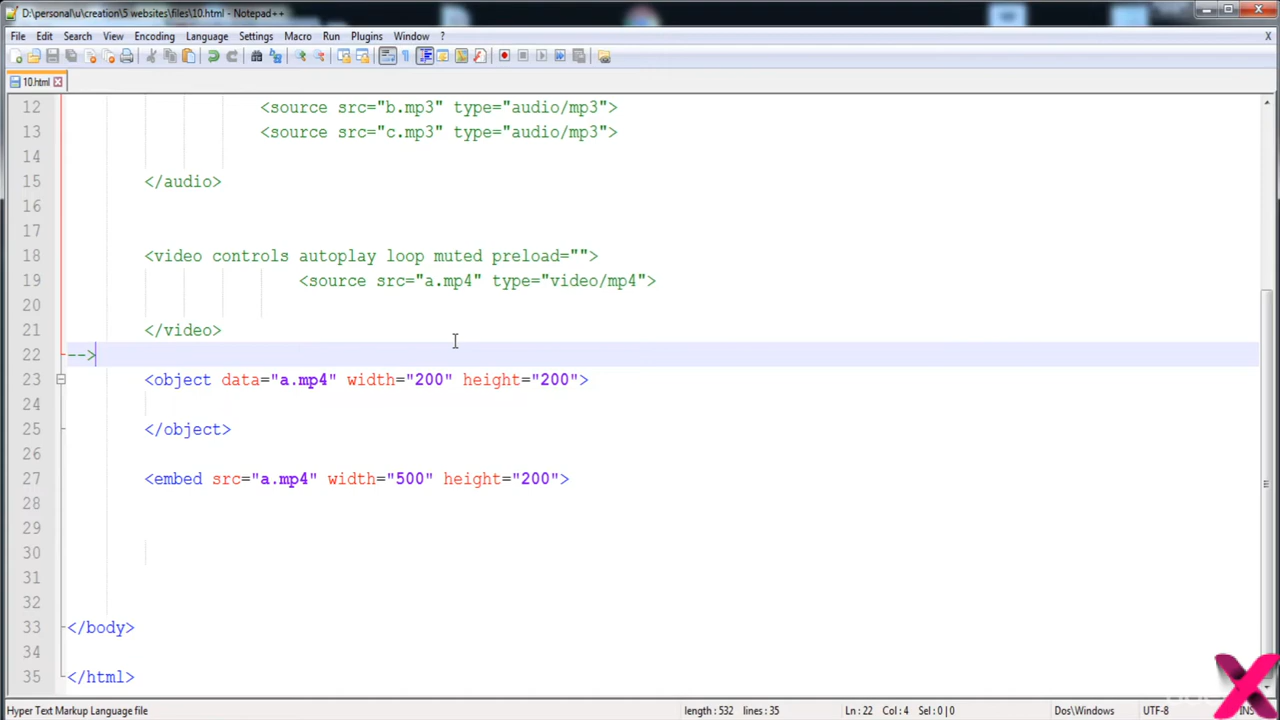 D:\personal\u\creation\5 websites\files\10.html - Notepad++
File Edit Search View Encoding Language Settings Macro Run Plugins Window ? X
10.html
12 <source src="b.mp3" type="audio/mp3">
13 <source src="c.mp3" type="audio/mp3">
14
15 </audio>
16
17
18 <video controls autoplay loop muted preload="">
19 <source src="a.mp4" type="video/mp4">
20
21 </video>
22 -->
23 <object data="a.mp4" width="200" height="200">
24
25 </object>
26
27 <embed src="a.mp4" width="500" height="200">
28
29
30
31
32
33 </body>
34
35 </html>
Hyper Text Markup Language file length : 532 lines : 35 Ln : 22 Col : 4 Sel : 0 | 0 Dos\Windows UTF-8 INS